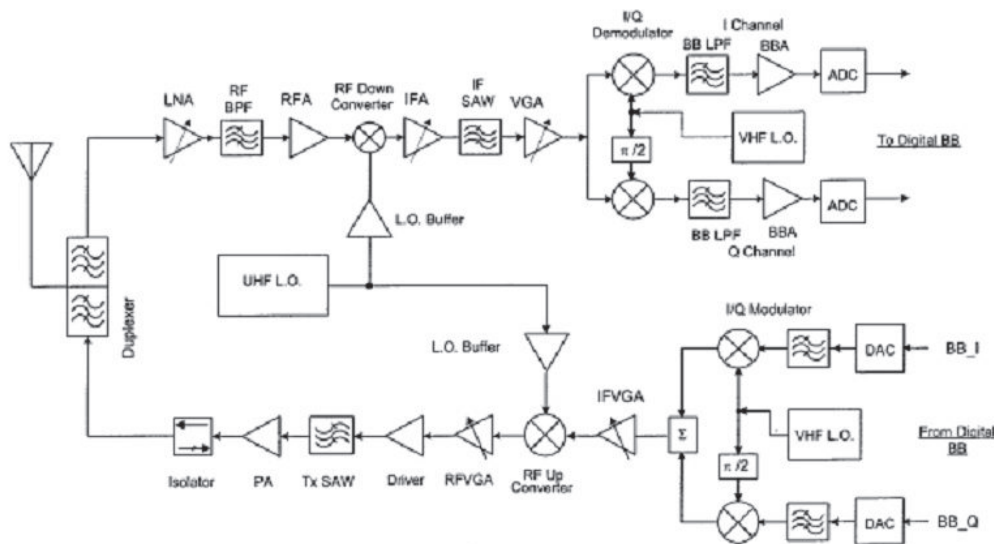 I/Q
Demodulator
I Channel
BB LPF
BBA
ADC
LNA
RF
BPF
RFA
RF Down
Converter
IFA
IF
SAW
VGA
π/2
VHF L.O.
To Digital BB
L.O. Buffer
BB LPF
BBA
ADC
Q Channel
UHF L.O.
Duplexer
L.O. Buffer
I/Q Modulator
DAC
BB_I
IFVGA
Σ
VHF L.O.
From Digital
BB
π/2
Isolator
PA
Tx SAW
Driver
RFVGA
RF Up
Converter
DAC
BB_Q